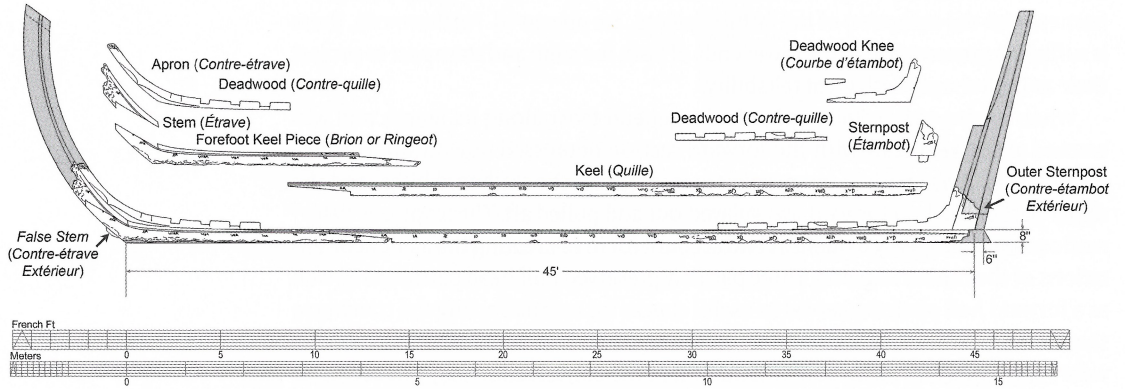 Apron (Contre-étrave)
Deadwood (Contre-quille)
Stem (Étrave)
Forefoot Keel Piece (Brion or Ringeot)
Deadwood Knee
(Courbe d'étambot)
Deadwood (Contre-quille)
Sternpost
(Étambot)
Keel (Quille)
Outer Sternpost
(Contre-étambot
Extérieur)
False Stem
(Contre-étrave
Extérieur)
8"
6"
45'
French Ft
0 5 10 15 20 25 30 35 40 45
Meters
0 5 10 15